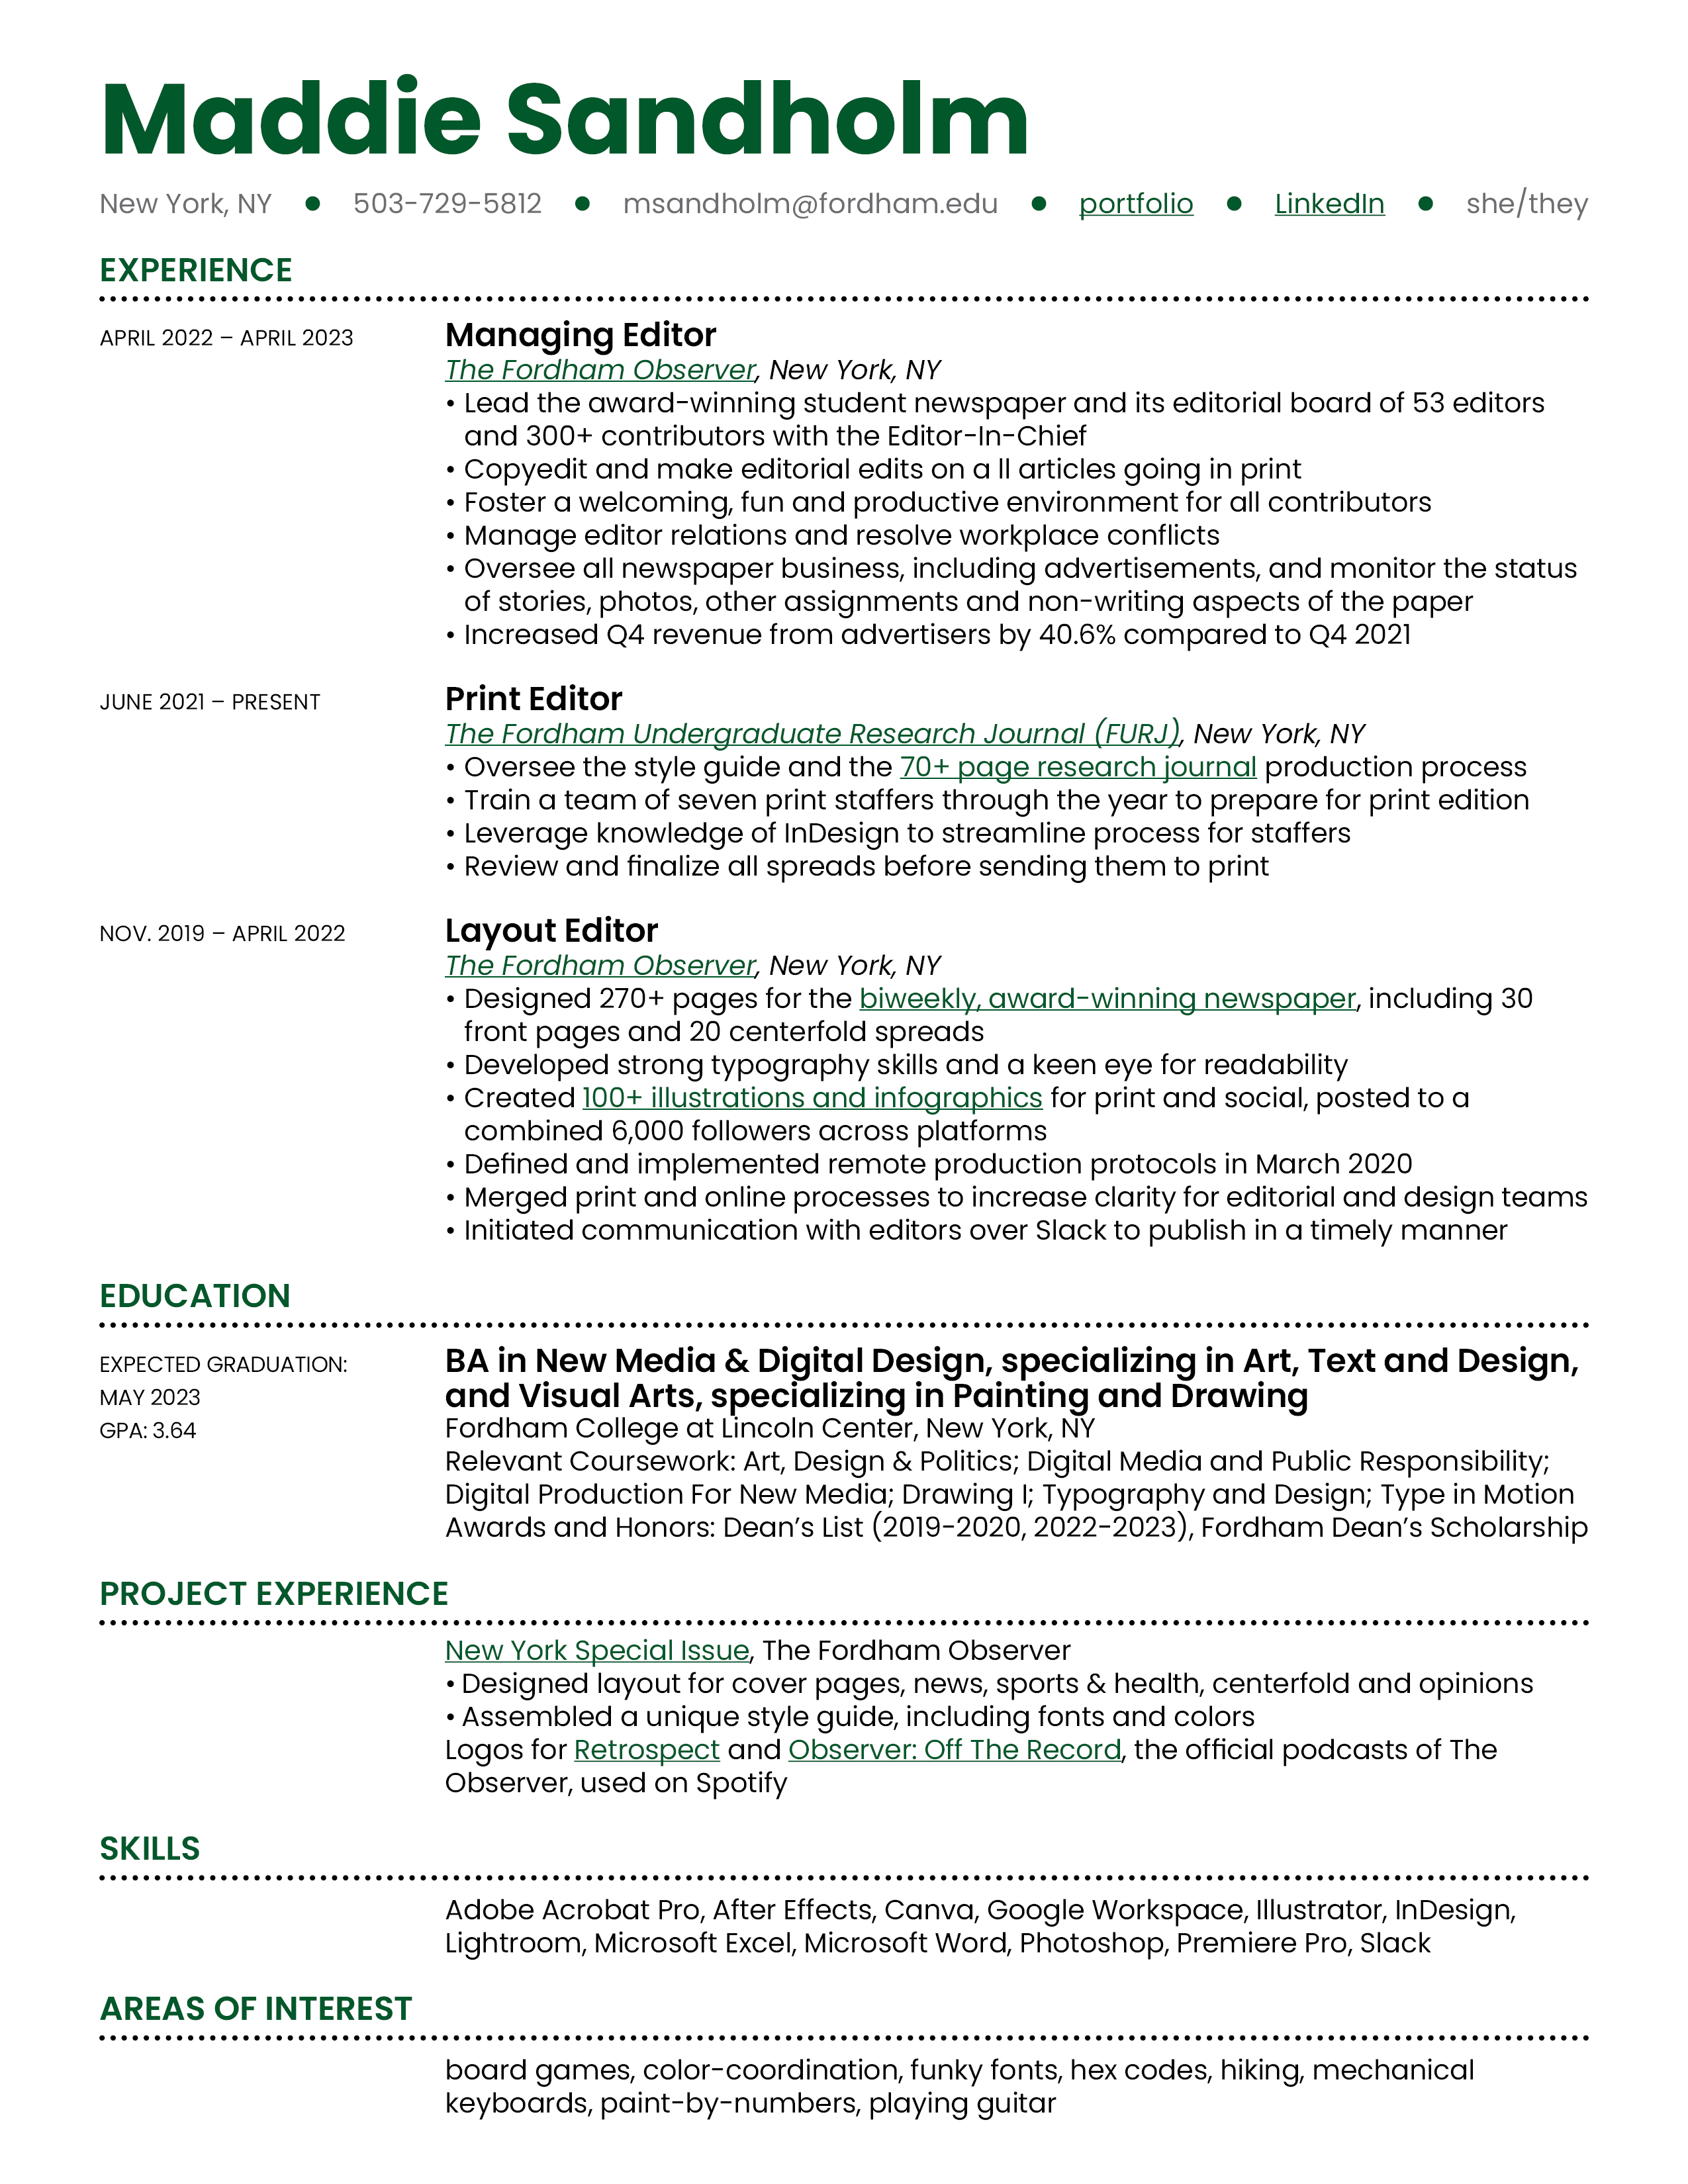 Maddie Sandholm
New York, NY ● 503-729-5812 ● msandholm@fordham.edu ● portfolio ● LinkedIn ● she/they
EXPERIENCE
APRIL 2022 – APRIL 2023
Managing Editor
The Fordham Observer, New York, NY
• Lead the award-winning student newspaper and its editorial board of 53 editors
and 300+ contributors with the Editor-In-Chief
• Copyedit and make editorial edits on a ll articles going in print
• Foster a welcoming, fun and productive environment for all contributors
• Manage editor relations and resolve workplace conflicts
• Oversee all newspaper business, including advertisements, and monitor the status
of stories, photos, other assignments and non-writing aspects of the paper
• Increased Q4 revenue from advertisers by 40.6% compared to Q4 2021
JUNE 2021 – PRESENT
Print Editor
The Fordham Undergraduate Research Journal (FURJ), New York, NY
• Oversee the style guide and the 70+ page research journal production process
• Train a team of seven print staffers through the year to prepare for print edition
• Leverage knowledge of InDesign to streamline process for staffers
• Review and finalize all spreads before sending them to print
NOV. 2019 – APRIL 2022
Layout Editor
The Fordham Observer, New York, NY
• Designed 270+ pages for the biweekly, award-winning newspaper, including 30
front pages and 20 centerfold spreads
• Developed strong typography skills and a keen eye for readability
• Created 100+ illustrations and infographics for print and social, posted to a
combined 6,000 followers across platforms
• Defined and implemented remote production protocols in March 2020
• Merged print and online processes to increase clarity for editorial and design teams
• Initiated communication with editors over Slack to publish in a timely manner
EDUCATION
EXPECTED GRADUATION:
MAY 2023
GPA: 3.64
BA in New Media & Digital Design, specializing in Art, Text and Design,
and Visual Arts, specializing in Painting and Drawing
Fordham College at Lincoln Center, New York, NY
Relevant Coursework: Art, Design & Politics; Digital Media and Public Responsibility;
Digital Production For New Media; Drawing I; Typography and Design; Type in Motion
Awards and Honors: Dean’s List (2019-2020, 2022-2023), Fordham Dean’s Scholarship
PROJECT EXPERIENCE
New York Special Issue, The Fordham Observer
• Designed layout for cover pages, news, sports & health, centerfold and opinions
• Assembled a unique style guide, including fonts and colors
Logos for Retrospect and Observer: Off The Record, the official podcasts of The
Observer, used on Spotify
SKILLS
Adobe Acrobat Pro, After Effects, Canva, Google Workspace, Illustrator, InDesign,
Lightroom, Microsoft Excel, Microsoft Word, Photoshop, Premiere Pro, Slack
AREAS OF INTEREST
board games, color-coordination, funky fonts, hex codes, hiking, mechanical
keyboards, paint-by-numbers, playing guitar